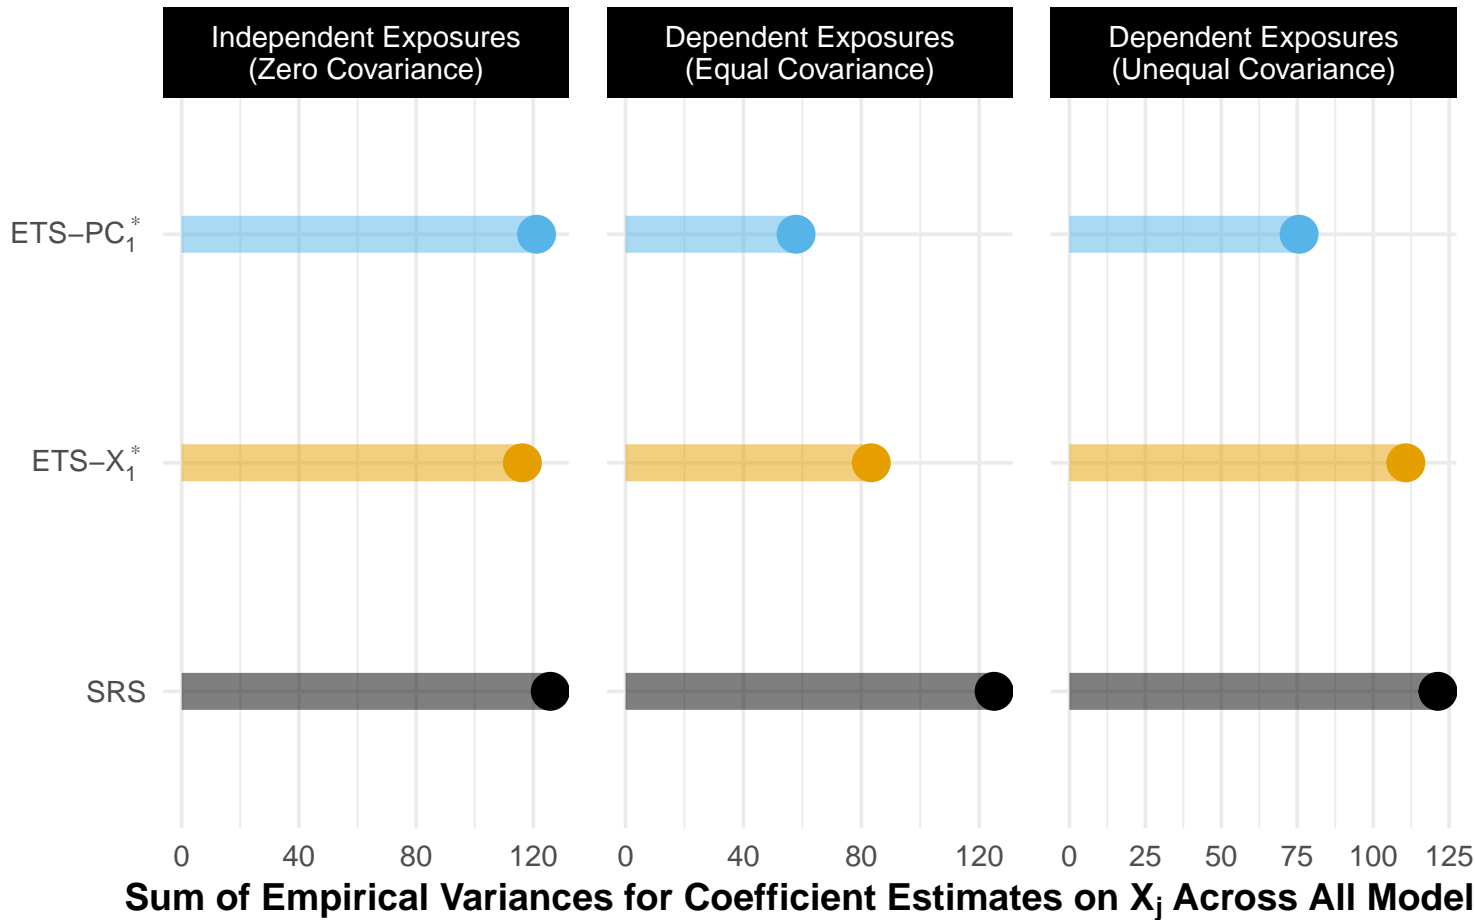 Independent Exposures
(Zero Covariance)
Dependent Exposures
(Equal Covariance)
Dependent Exposures
(Unequal Covariance)
ETS−PC₁*
ETS−X₁*
SRS
0 40 80 120
0 40 80 120
0 25 50 75 100 125
Sum of Empirical Variances for Coefficient Estimates on Xⱼ Across All Model